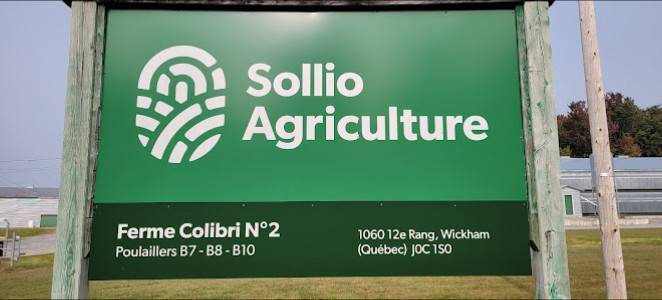 Sollio
Agriculture
Ferme Colibri N°2
Poulaillers B7 - B8 - B10
1060 12e Rang, Wickham
(Québec) J0C 1S0